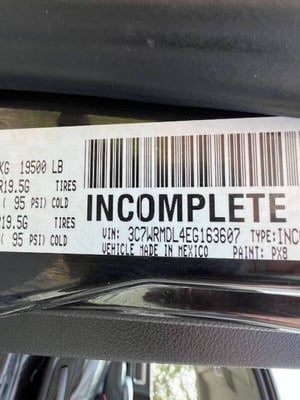 KG 19500 LB
R19.5G TIRES
( 95 PSI) COLD
19.5G TIRES
( 95 PSI) COLD
INCOMPLETE
VIN: 3C7WRMDL4EG163607 TYPE:INC
VEHICLE MADE IN MEXICO PAINT: PX8